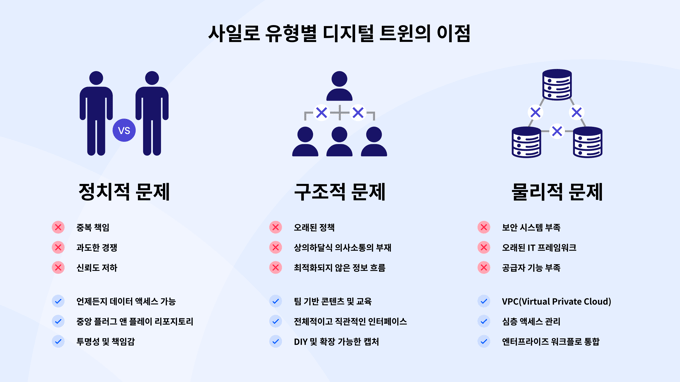 사일로 유형별 디지털 트윈의 이점
VS
정치적 문제
중복 책임
과도한 경쟁
신뢰도 저하
언제든지 데이터 액세스 가능
중앙 플러그 앤 플레이 리포지토리
투명성 및 책임감
구조적 문제
오래된 정책
상의하달식 의사소통의 부재
최적화되지 않은 정보 흐름
팀 기반 콘텐츠 및 교육
전체적이고 직관적인 인터페이스
DIY 및 확장 가능한 캡처
물리적 문제
보안 시스템 부족
오래된 IT 프레임워크
공급자 기능 부족
VPC(Virtual Private Cloud)
심층 액세스 관리
엔터프라이즈 워크플로 통합